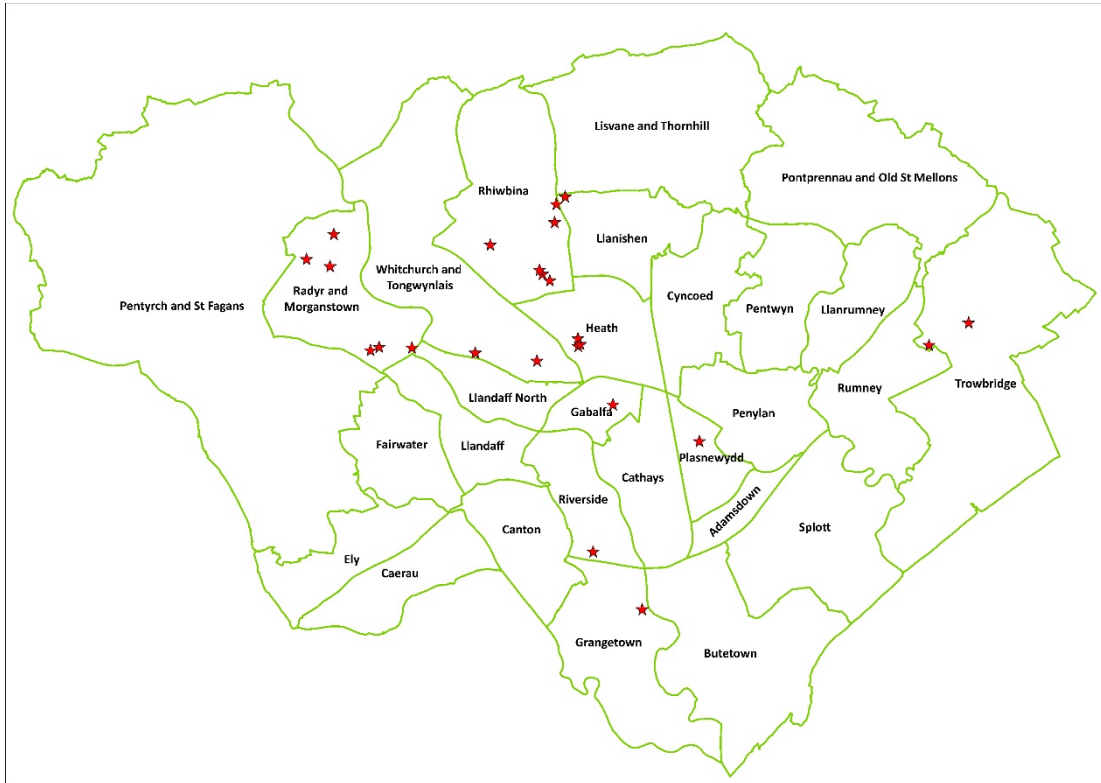 Lisvane and Thornhill
Pontprennau and Old St Mellons
Rhiwbina
Llanishen
Whitchurch and
Tongwynlais
Radyr and
Morganstown
Pentyrch and St Fagans
Cyncoed
Pentwyn
Llanrumney
Heath
Trowbridge
Rumney
Llandaff North
Gabalfa
Penylan
Fairwater
Llandaff
Plasnewydd
Cathays
Riverside
Adamsdown
Canton
Splott
Ely
Caerau
Grangetown
Butetown